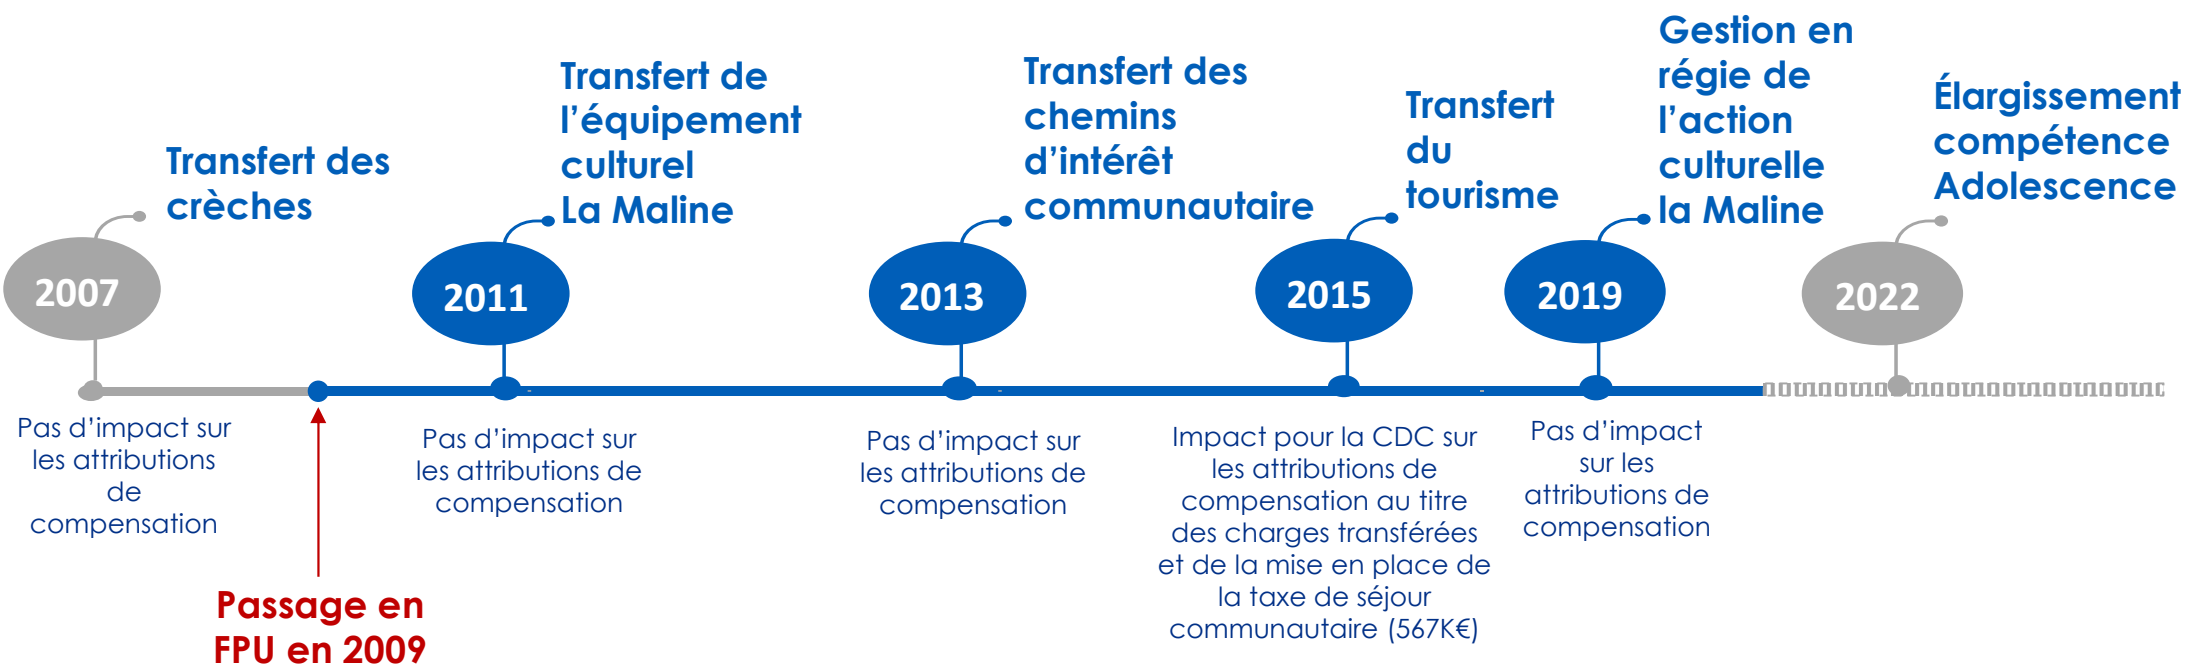 2007
Transfert des
crèches
Pas d'impact sur
les attributions
de
compensation
Passage en
FPU en 2009
2011
Transfert de
l'équipement
culturel
La Maline
Pas d'impact sur
les attributions de
compensation
2013
Transfert des
chemins
d'intérêt
communautaire
Pas d'impact sur
les attributions de
compensation
2015
Transfert
du
tourisme
Impact pour la CDC sur
les attributions de
compensation au titre
des charges transférées
et de la mise en place de
la taxe de séjour
communautaire (567K€)
2019
Gestion en
régie de
l'action
culturelle
la Maline
Pas d'impact
sur les
attributions de
compensation
2022
Élargissement
compétence
Adolescence